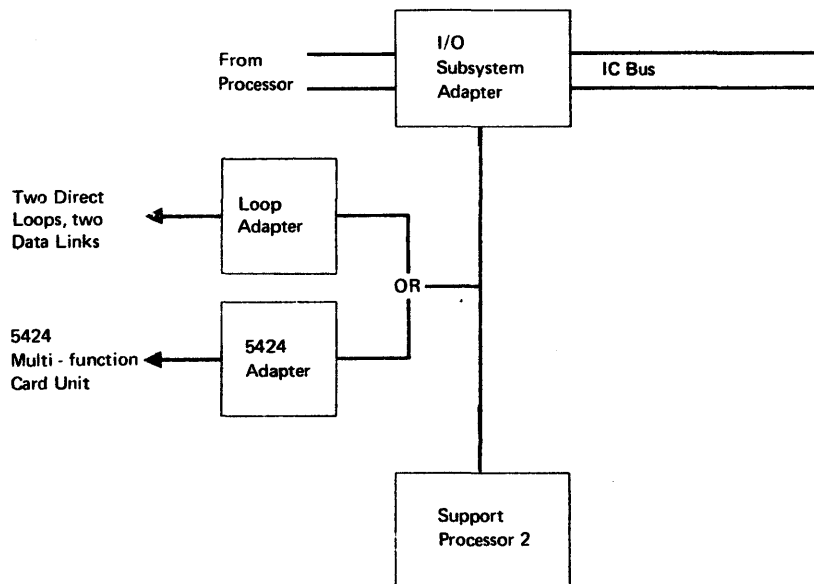 I/O
Subsystem
Adapter
From
Processor
IC Bus
Two Direct
Loops, two
Data Links
Loop
Adapter
OR
5424
Multi - function
Card Unit
5424
Adapter
Support
Processor 2